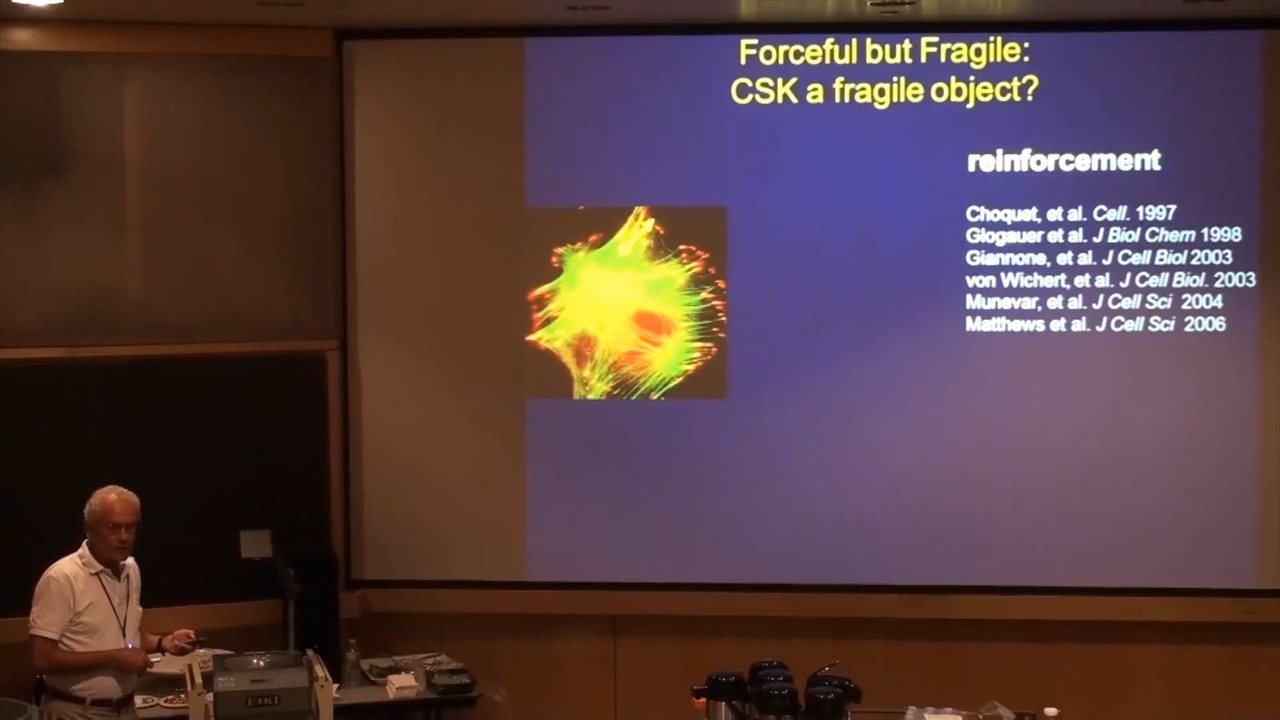 Forceful but Fragile:
CSK a fragile object?
reinforcement
Choquet, et al. Cell. 1997
Glogauer et al. J Biol Chem 1998
Giannone, et al. J Cell Biol 2003
von Wichert, et al. J Cell Biol. 2003
Munevar, et al. J Cell Sci 2004
Matthews et al. J Cell Sci 2006
EIKI